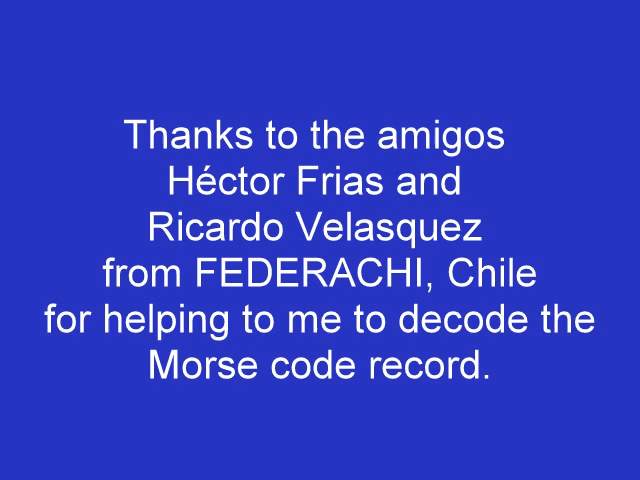 Thanks to the amigos
Héctor Frias and
Ricardo Velasquez
from FEDERACHI, Chile
for helping to me to decode the
Morse code record.